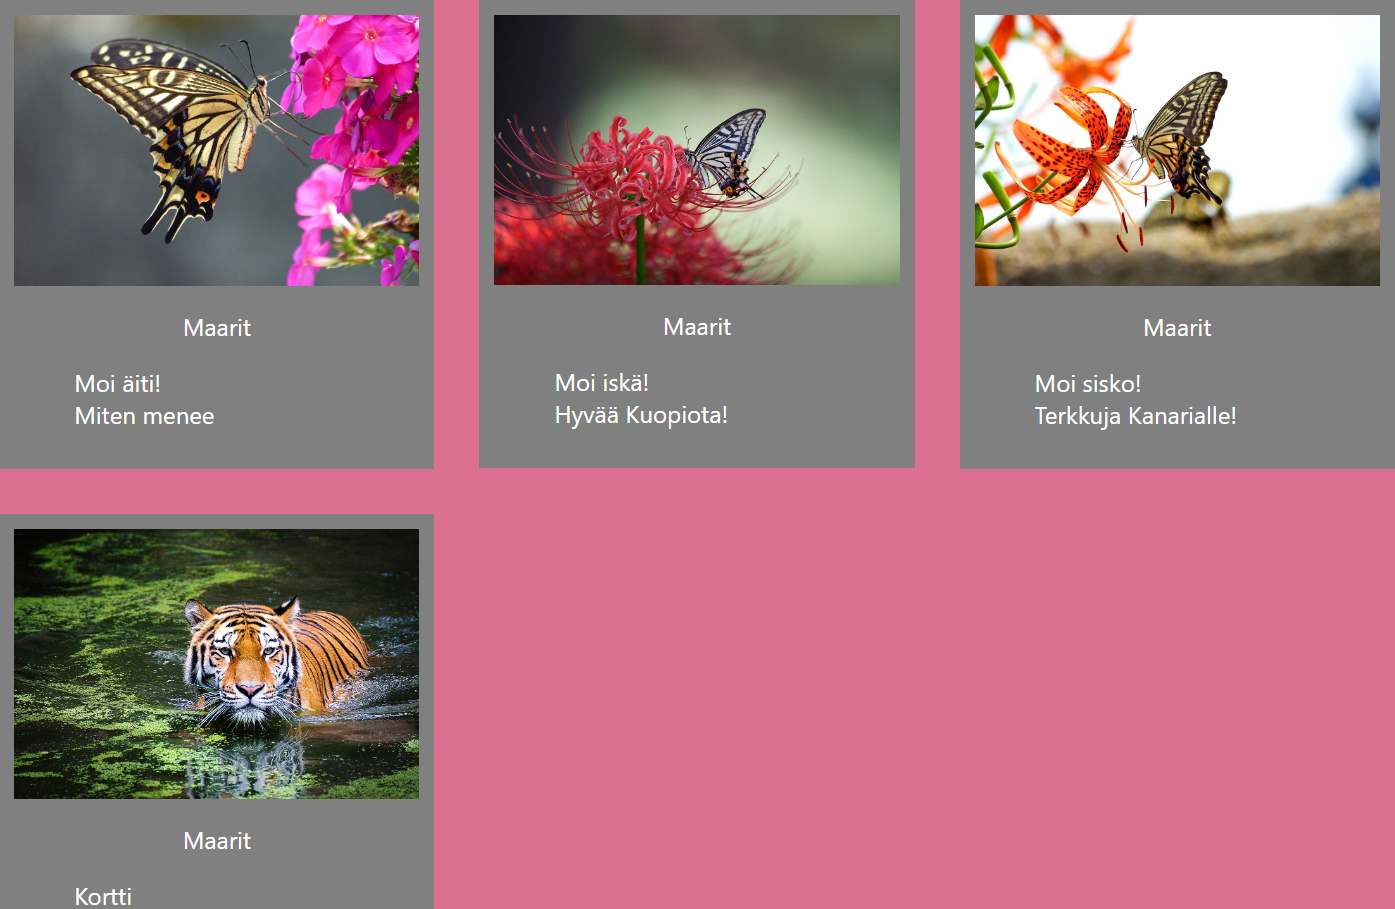 Maarit
Moi äiti!
Miten menee
Maarit
Moi iskä!
Hyvää Kuopiota!
Maarit
Moi sisko!
Terkkuja Kanarialle!
Maarit
Kortti